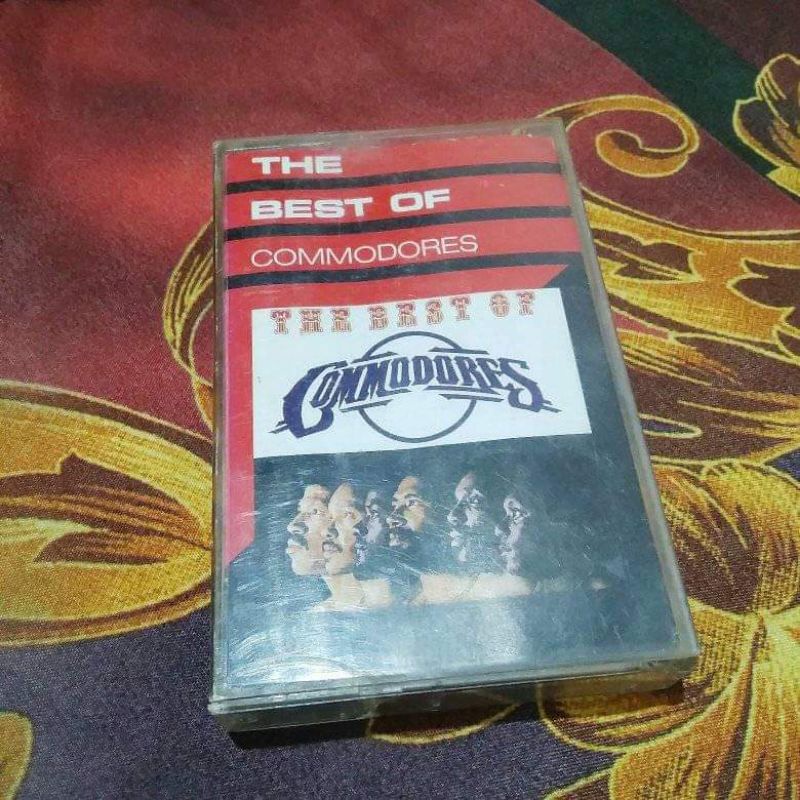 THE
BEST OF
COMMODORES
THE BEST OF
COMMODORES